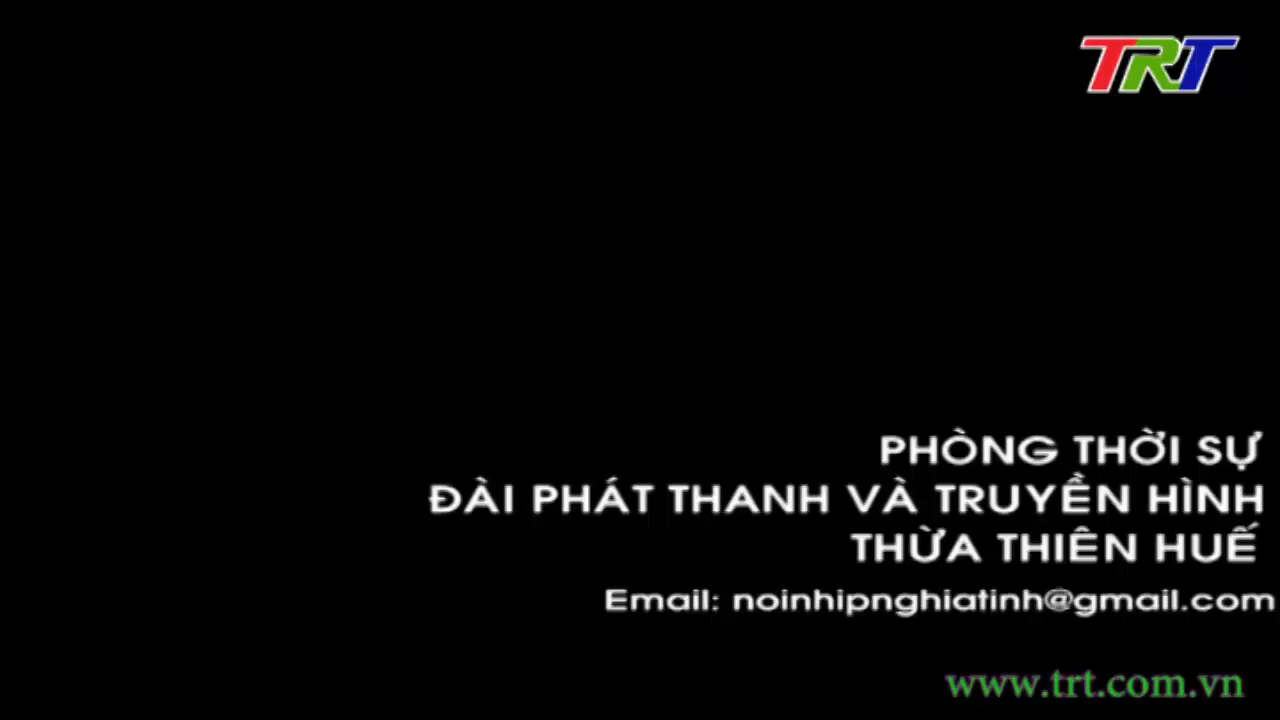 TRT
PHÒNG THỜI SỰ
ĐÀI PHÁT THANH VÀ TRUYỀN HÌNH
THỪA THIÊN HUẾ
Email: noinhipnghiatinh@gmail.com
www.trt.com.vn